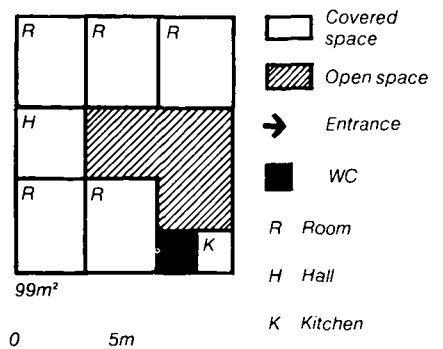 R R R
H
R R
K
99m²
0 5m
Covered
space
Open space
Entrance
WC
R Room
H Hall
K Kitchen